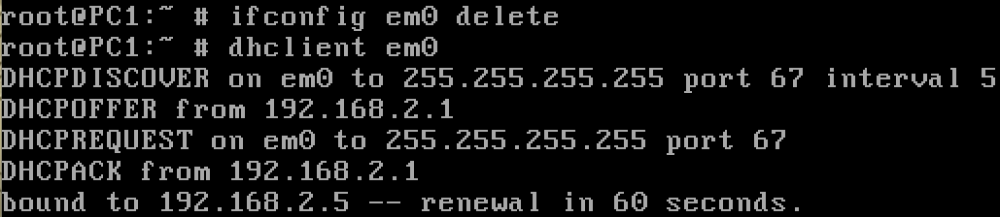 root@PC1:~ # ifconfig em0 delete
root@PC1:~ # dhclient em0
DHCPDISCOVER on em0 to 255.255.255.255 port 67 interval 5
DHCPOFFER from 192.168.2.1
DHCPREQUEST on em0 to 255.255.255.255 port 67
DHCPACK from 192.168.2.1
bound to 192.168.2.5 -- renewal in 60 seconds.